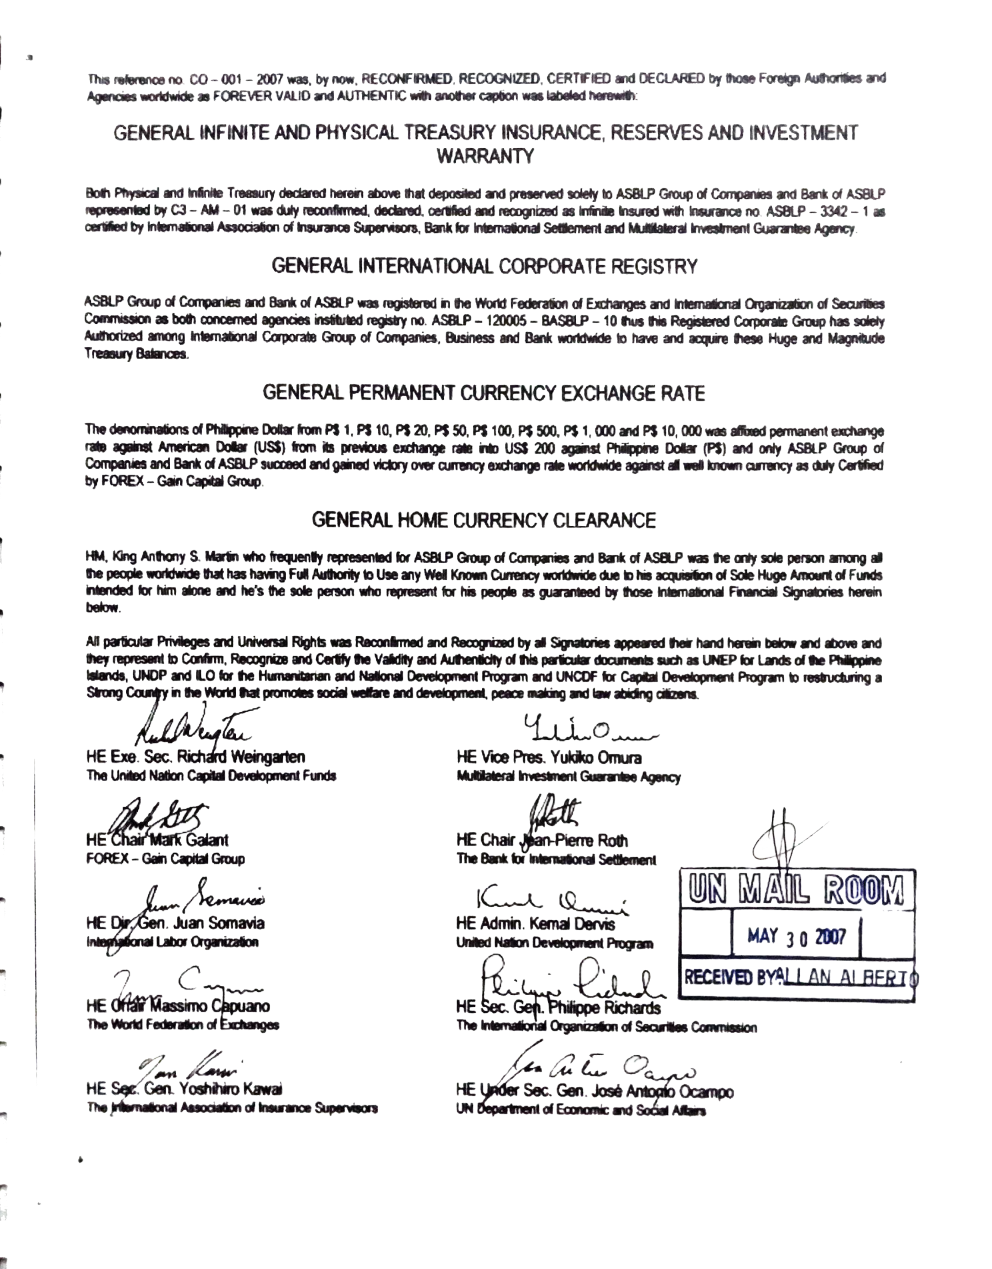 This reference no. CO – 001 – 2007 was, by now, RECONFIRMED, RECOGNIZED, CERTIFIED and DECLARED by those Foreign Authorities and
Agencies worldwide as FOREVER VALID and AUTHENTIC with another caption was labeled herewith:
GENERAL INFINITE AND PHYSICAL TREASURY INSURANCE, RESERVES AND INVESTMENT
WARRANTY
Both Physical and Infinite Treasury declared herein above that deposited and preserved solely to ASBLP Group of Companies and Bank of ASBLP
represented by C3 – AM – 01 was duly reconfirmed, declared, certified and recognized as Infinite Insured with Insurance no. ASBLP – 3342 – 1 as
certified by International Association of Insurance Supervisors, Bank for International Settlement and Multilateral Investment Guarantee Agency.
GENERAL INTERNATIONAL CORPORATE REGISTRY
ASBLP Group of Companies and Bank of ASBLP was registered in the World Federation of Exchanges and International Organization of Securities
Commission as both concerned agencies instituted registry no. ASBLP – 120005 – BASBLP – 10 thus this Registered Corporate Group has solely
Authorized among International Corporate Group of Companies, Business and Bank worldwide to have and acquire these Huge and Magnitude
Treasury Balances.
GENERAL PERMANENT CURRENCY EXCHANGE RATE
The denominations of Philippine Dollar from P$ 1, P$ 10, P$ 20, P$ 50, P$ 100, P$ 500, P$ 1, 000 and P$ 10, 000 was affixed permanent exchange
rate against American Dollar (US$) from its previous exchange rate into US$ 200 against Philippine Dollar (P$) and only ASBLP Group of
Companies and Bank of ASBLP succeed and gained victory over currency exchange rate worldwide against all well known currency as duly Certified
by FOREX – Gain Capital Group.
GENERAL HOME CURRENCY CLEARANCE
HM, King Anthony S. Martin who frequently represented for ASBLP Group of Companies and Bank of ASBLP was the only sole person among all
the people worldwide that has having Full Authority to Use any Well Known Currency worldwide due to his acquisition of Sole Huge Amount of Funds
intended for him alone and he's the sole person who represent for his people as guaranteed by those International Financial Signatories herein
below.
All particular Privileges and Universal Rights was Reconfirmed and Recognized by all Signatories appeared their hand herein below and above and
they represent to Confirm, Recognize and Certify the Validity and Authenticity of this particular documents such as UNEP for Lands of the Philippine
Islands, UNDP and ILO for the Humanitarian and National Development Program and UNCDF for Capital Development Program to restructuring a
Strong Country in the World that promotes social welfare and development, peace making and law abiding citizens.
HE Exe. Sec. Richard Weingarten
The United Nation Capital Development Funds
HE Vice Pres. Yukiko Omura
Multilateral Investment Guarantee Agency
HE Chair Mark Galant
FOREX – Gain Capital Group
HE Chair Jean-Pierre Roth
The Bank for International Settlement
UN MAIL ROOM
MAY 30 2007
RECEIVED BY ALLAN ALBERTO
HE Dir. Gen. Juan Somavia
International Labor Organization
HE Admin. Kemal Dervis
United Nation Development Program
HE Chair Massimo Capuano
The World Federation of Exchanges
HE Sec. Gen. Philippe Richards
The International Organization of Securities Commission
HE Sec. Gen. Yoshihiro Kawai
The International Association of Insurance Supervisors
HE Under Sec. Gen. José Antonio Ocampo
UN Department of Economic and Social Affairs